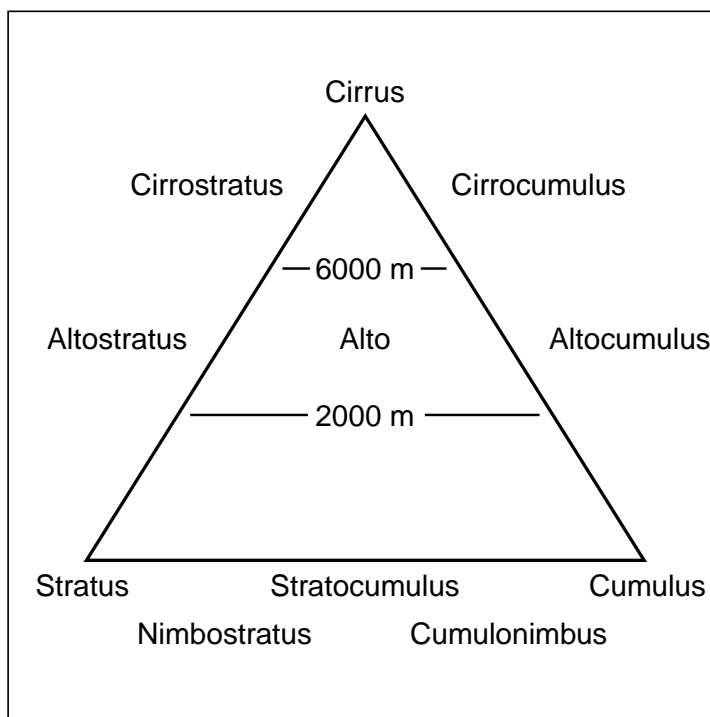 Cirrus
Cirrostratus Cirrocumulus
6000 m
Altostratus Alto Altocumulus
2000 m
Stratus Stratocumulus Cumulus
Nimbostratus Cumulonimbus